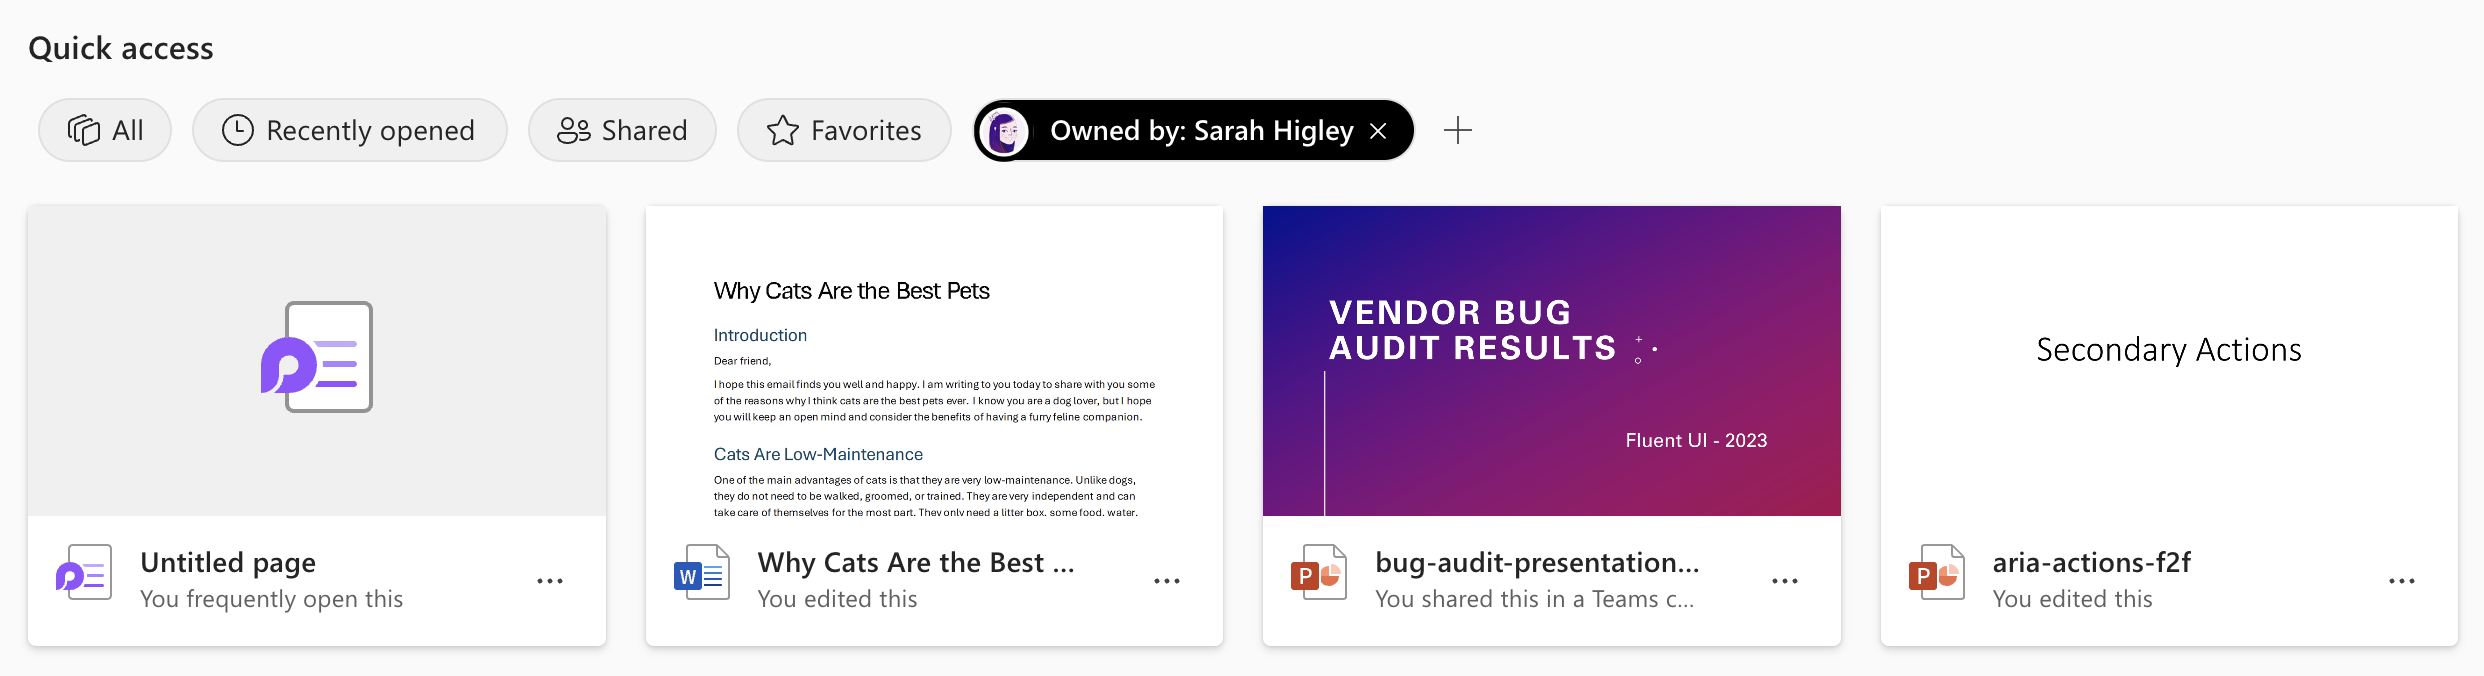 Quick access
All
Recently opened
Shared
Favorites
Owned by: Sarah Higley
Why Cats Are the Best Pets
Introduction
Dear friend,
I hope this email finds you well and happy. I am writing to you today to share with you some
of the reasons why I think cats are the best pets ever. I know you are a dog lover, but I hope
you will keep an open mind and consider the benefits of having a furry feline companion.
Cats Are Low-Maintenance
One of the main advantages of cats is that they are very low-maintenance. Unlike dogs,
they do not need to be walked, groomed, or trained. They are very independent and can
take care of themselves for the most part. They only need a litter box, some food, water,
VENDOR BUG
AUDIT RESULTS
Fluent UI - 2023
Secondary Actions
Untitled page
You frequently open this
W
Why Cats Are the Best ...
You edited this
P
bug-audit-presentation...
You shared this in a Teams c...
P
aria-actions-f2f
You edited this